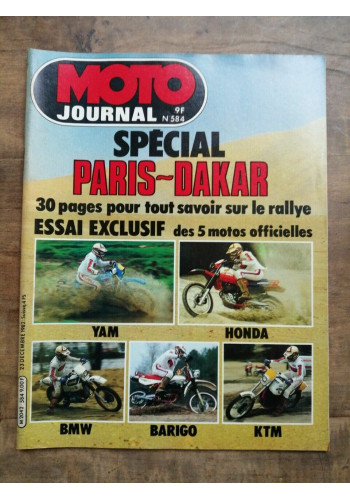 MOTO
JOURNAL
9F
N°584
SPÉCIAL
PARIS~DAKAR
30 pages pour tout savoir sur le rallye
ESSAI EXCLUSIF des 5 motos officielles
YAM
HONDA
BMW
BARIGO
KTM